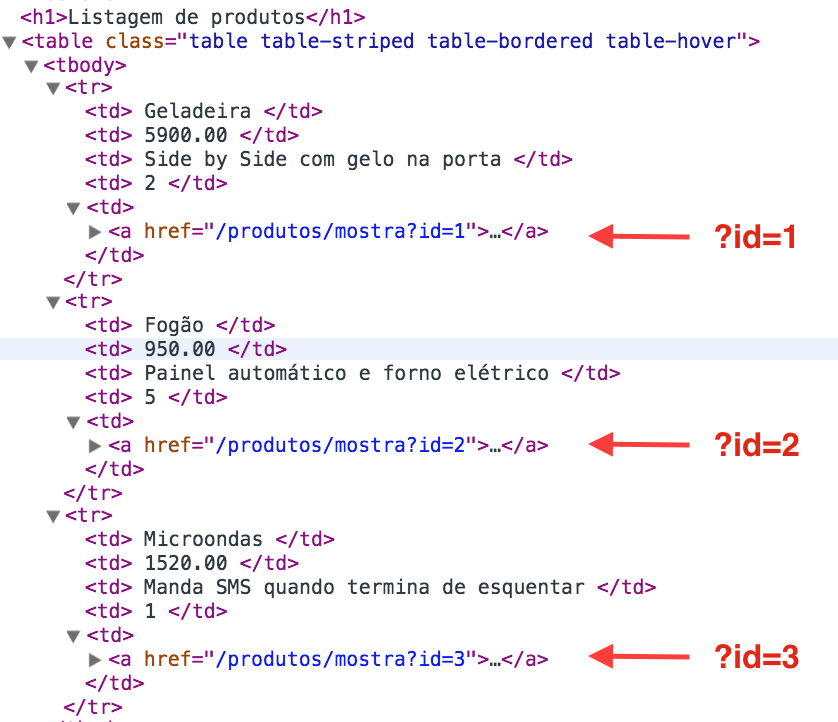 <h1>Listagem de produtos</h1>
<table class="table table-striped table-bordered table-hover">
<tbody>
<tr>
<td> Geladeira </td>
<td> 5900.00 </td>
<td> Side by Side com gelo na porta </td>
<td> 2 </td>
<td>
<a href="/produtos/mostra?id=1">…</a> ?id=1
</td>
</tr>
<tr>
<td> Fogão </td>
<td> 950.00 </td>
<td> Painel automático e forno elétrico </td>
<td> 5 </td>
<td>
<a href="/produtos/mostra?id=2">…</a> ?id=2
</td>
</tr>
<tr>
<td> Microondas </td>
<td> 1520.00 </td>
<td> Manda SMS quando termina de esquentar </td>
<td> 1 </td>
<td>
<a href="/produtos/mostra?id=3">…</a> ?id=3
</td>
</tr>